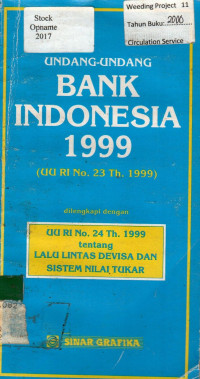 Stock
Opname
2017
Weeding Project 11
Tahun Buku: 2000
Circulation Service
UNDANG-UNDANG
BANK
INDONESIA
1999
(UU RI No. 23 Th. 1999)
dilengkapi dengan
UU RI No. 24 Th. 1999
tentang
LALU LINTAS DEVISA DAN
SISTEM NILAI TUKAR
SINAR GRAFIKA